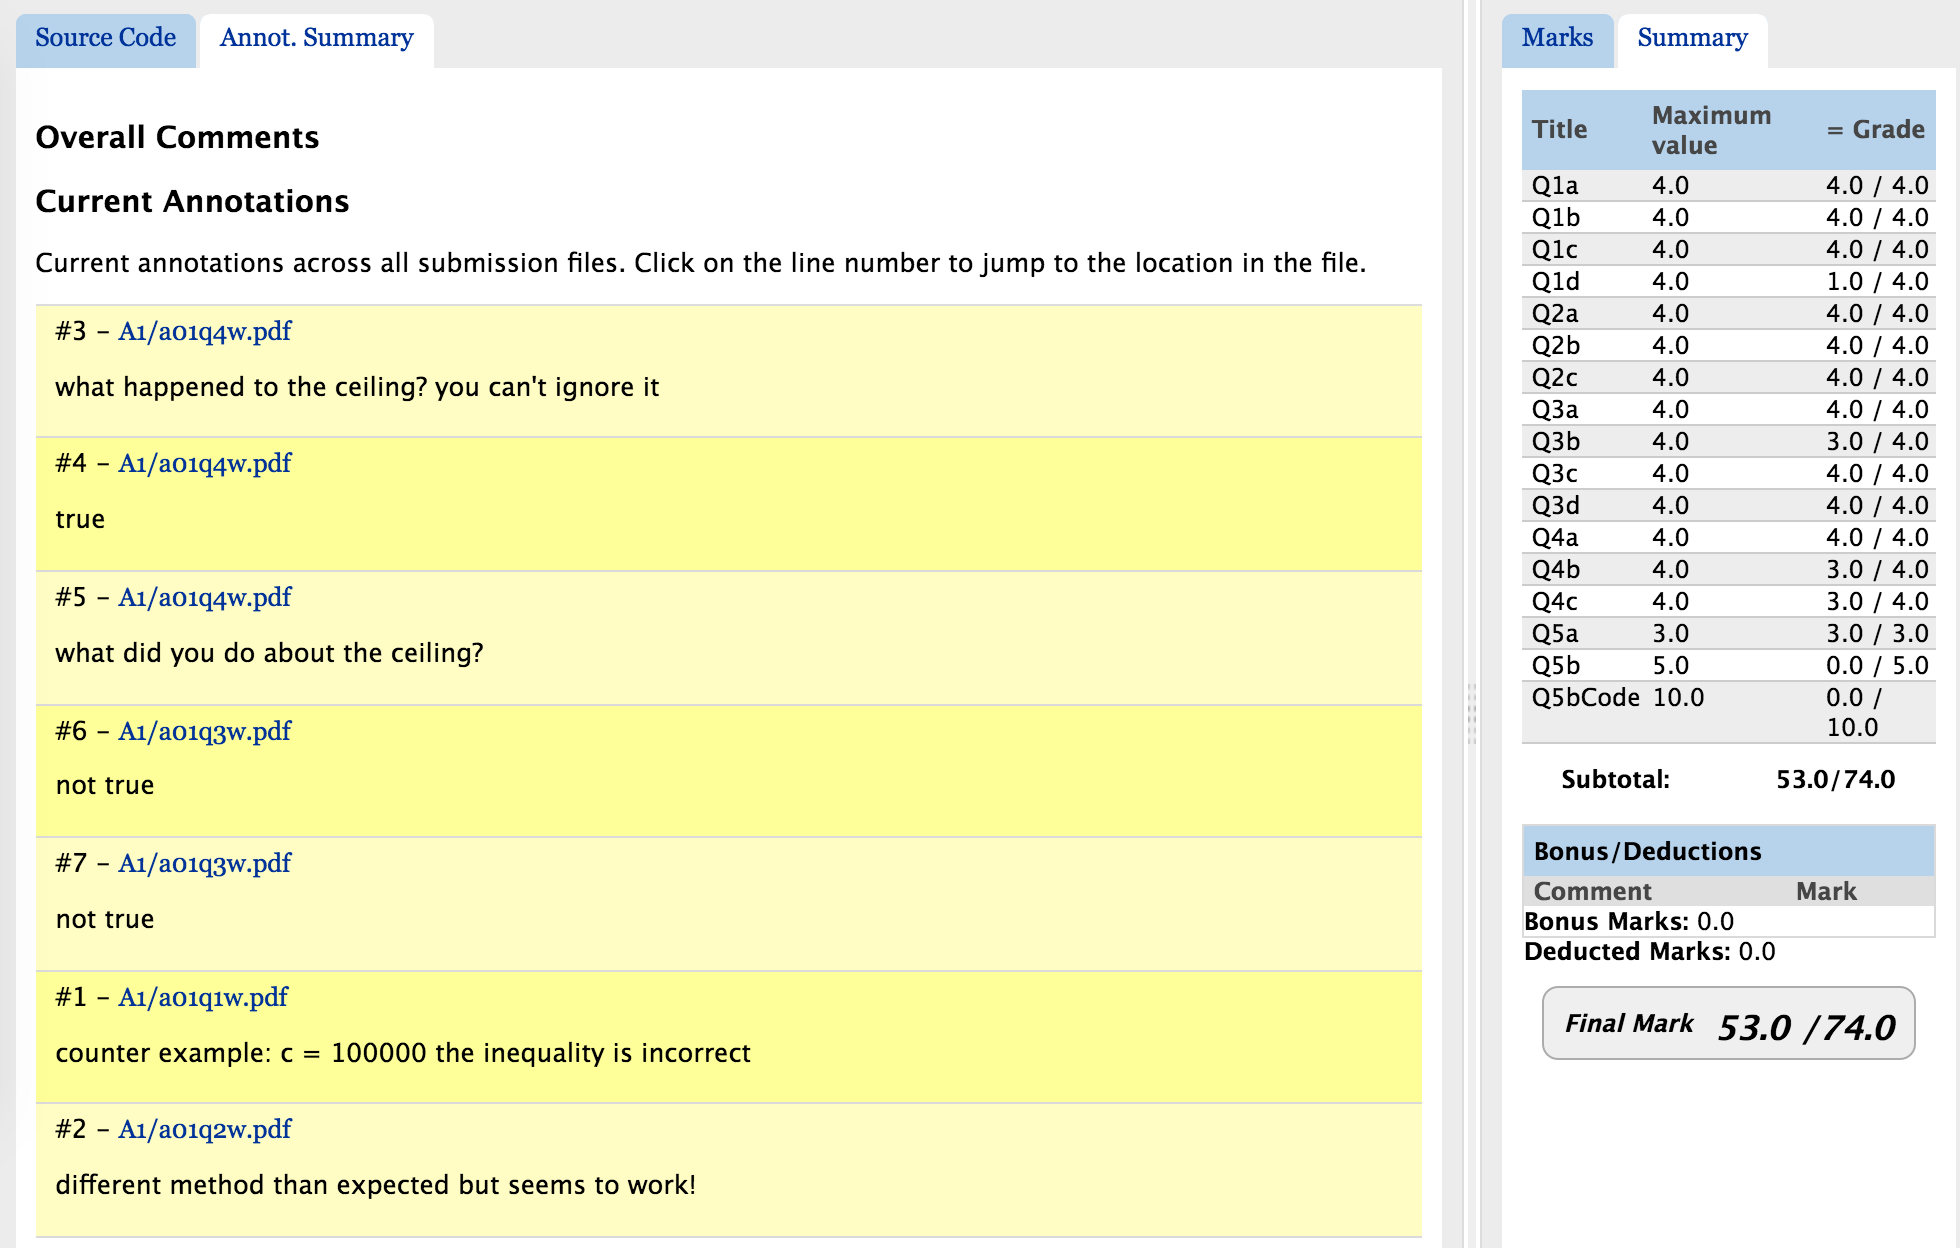 Source Code
Annot. Summary
Overall Comments
Current Annotations
Current annotations across all submission files. Click on the line number to jump to the location in the file.
#3 – A1/a01q4w.pdf
what happened to the ceiling? you can't ignore it
#4 – A1/a01q4w.pdf
true
#5 – A1/a01q4w.pdf
what did you do about the ceiling?
#6 – A1/a01q3w.pdf
not true
#7 – A1/a01q3w.pdf
not true
#1 – A1/a01q1w.pdf
counter example: c = 100000 the inequality is incorrect
#2 – A1/a01q2w.pdf
different method than expected but seems to work!
Marks
Summary
Title Maximum value = Grade
Q1a 4.0 4.0 / 4.0
Q1b 4.0 4.0 / 4.0
Q1c 4.0 4.0 / 4.0
Q1d 4.0 1.0 / 4.0
Q2a 4.0 4.0 / 4.0
Q2b 4.0 4.0 / 4.0
Q2c 4.0 4.0 / 4.0
Q3a 4.0 4.0 / 4.0
Q3b 4.0 3.0 / 4.0
Q3c 4.0 4.0 / 4.0
Q3d 4.0 4.0 / 4.0
Q4a 4.0 4.0 / 4.0
Q4b 4.0 3.0 / 4.0
Q4c 4.0 3.0 / 4.0
Q5a 3.0 3.0 / 3.0
Q5b 5.0 0.0 / 5.0
Q5bCode 10.0 0.0 /
10.0
Subtotal: 53.0/74.0
Bonus/Deductions
Comment Mark
Bonus Marks: 0.0
Deducted Marks: 0.0
Final Mark 53.0 /74.0